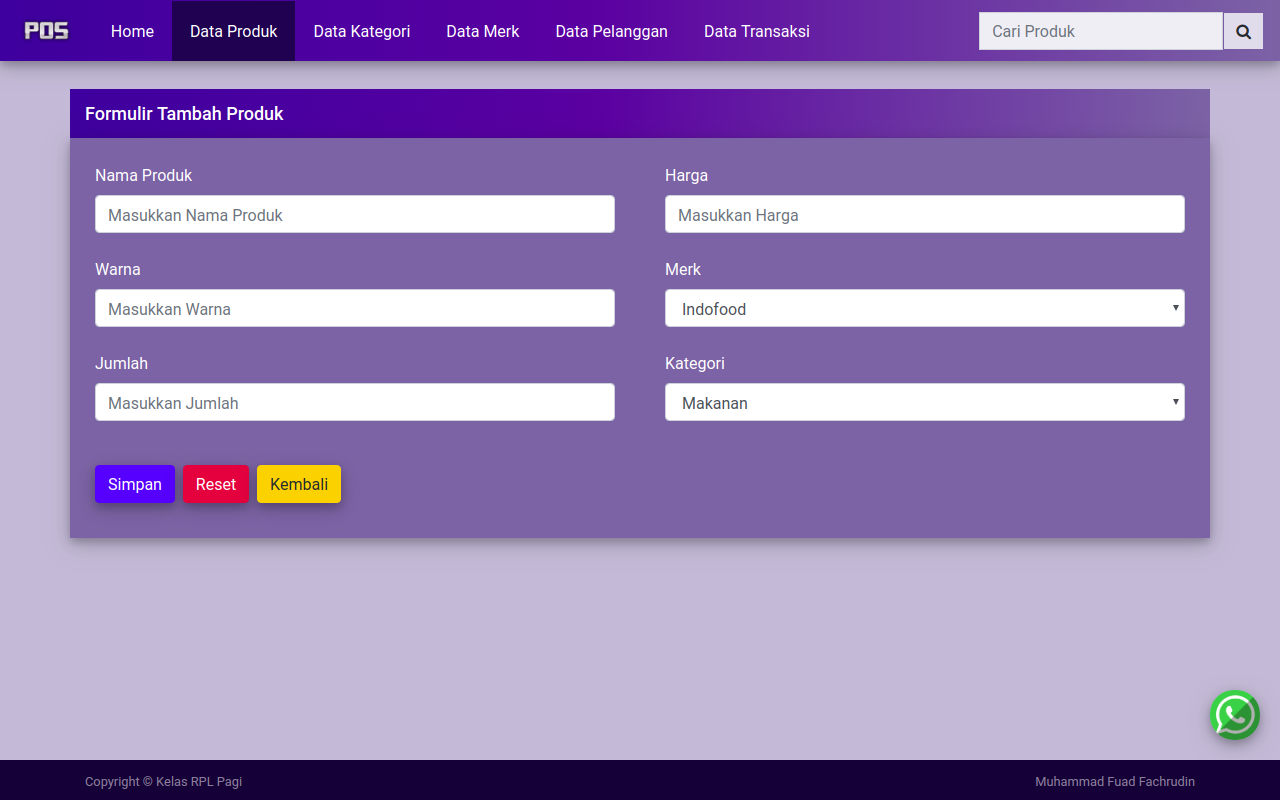 POS Home Data Produk Data Kategori Data Merk Data Pelanggan Data Transaksi Cari Produk
Formulir Tambah Produk
Nama Produk Harga
Masukkan Nama Produk Masukkan Harga
Warna Merk
Masukkan Warna Indofood
Jumlah Kategori
Masukkan Jumlah Makanan
Simpan Reset Kembali
Copyright © Kelas RPL Pagi Muhammad Fuad Fachrudin